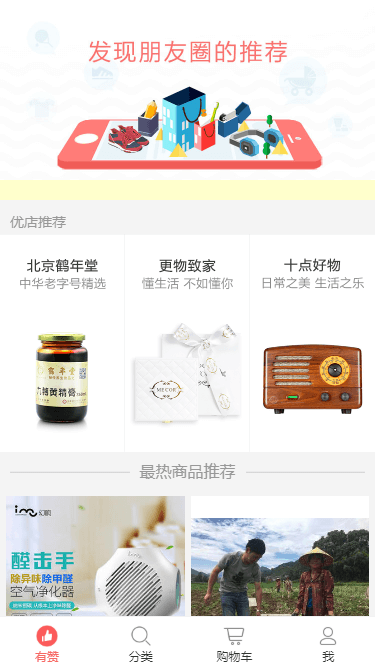 发现朋友圈的推荐
优店推荐
北京鹤年堂
中华老字号精选
更物致家
懂生活 不如懂你
十点好物
日常之美 生活之乐
鶴年堂
九蒸黄精膏
MECOR
最热商品推荐
幻响
醛击手
除异味除甲醛
空气净化器
有赞
分类
购物车
我